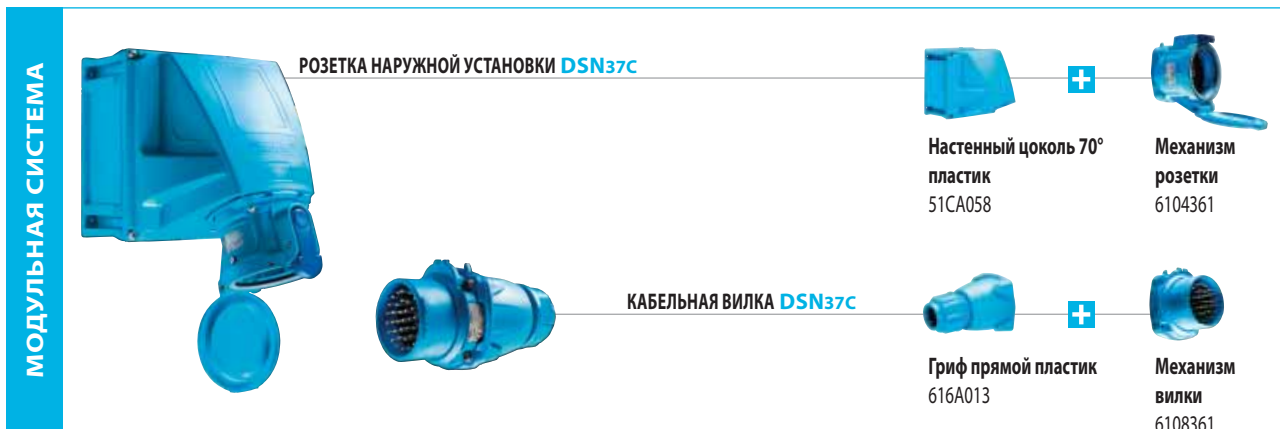 МОДУЛЬНАЯ СИСТЕМА
РОЗЕТКА НАРУЖНОЙ УСТАНОВКИ DSN37C
Настенный цоколь 70°
пластик
51CA058
Механизм
розетки
6104361
КАБЕЛЬНАЯ ВИЛКА DSN37C
Гриф прямой пластик
616A013
Механизм
вилки
6108361